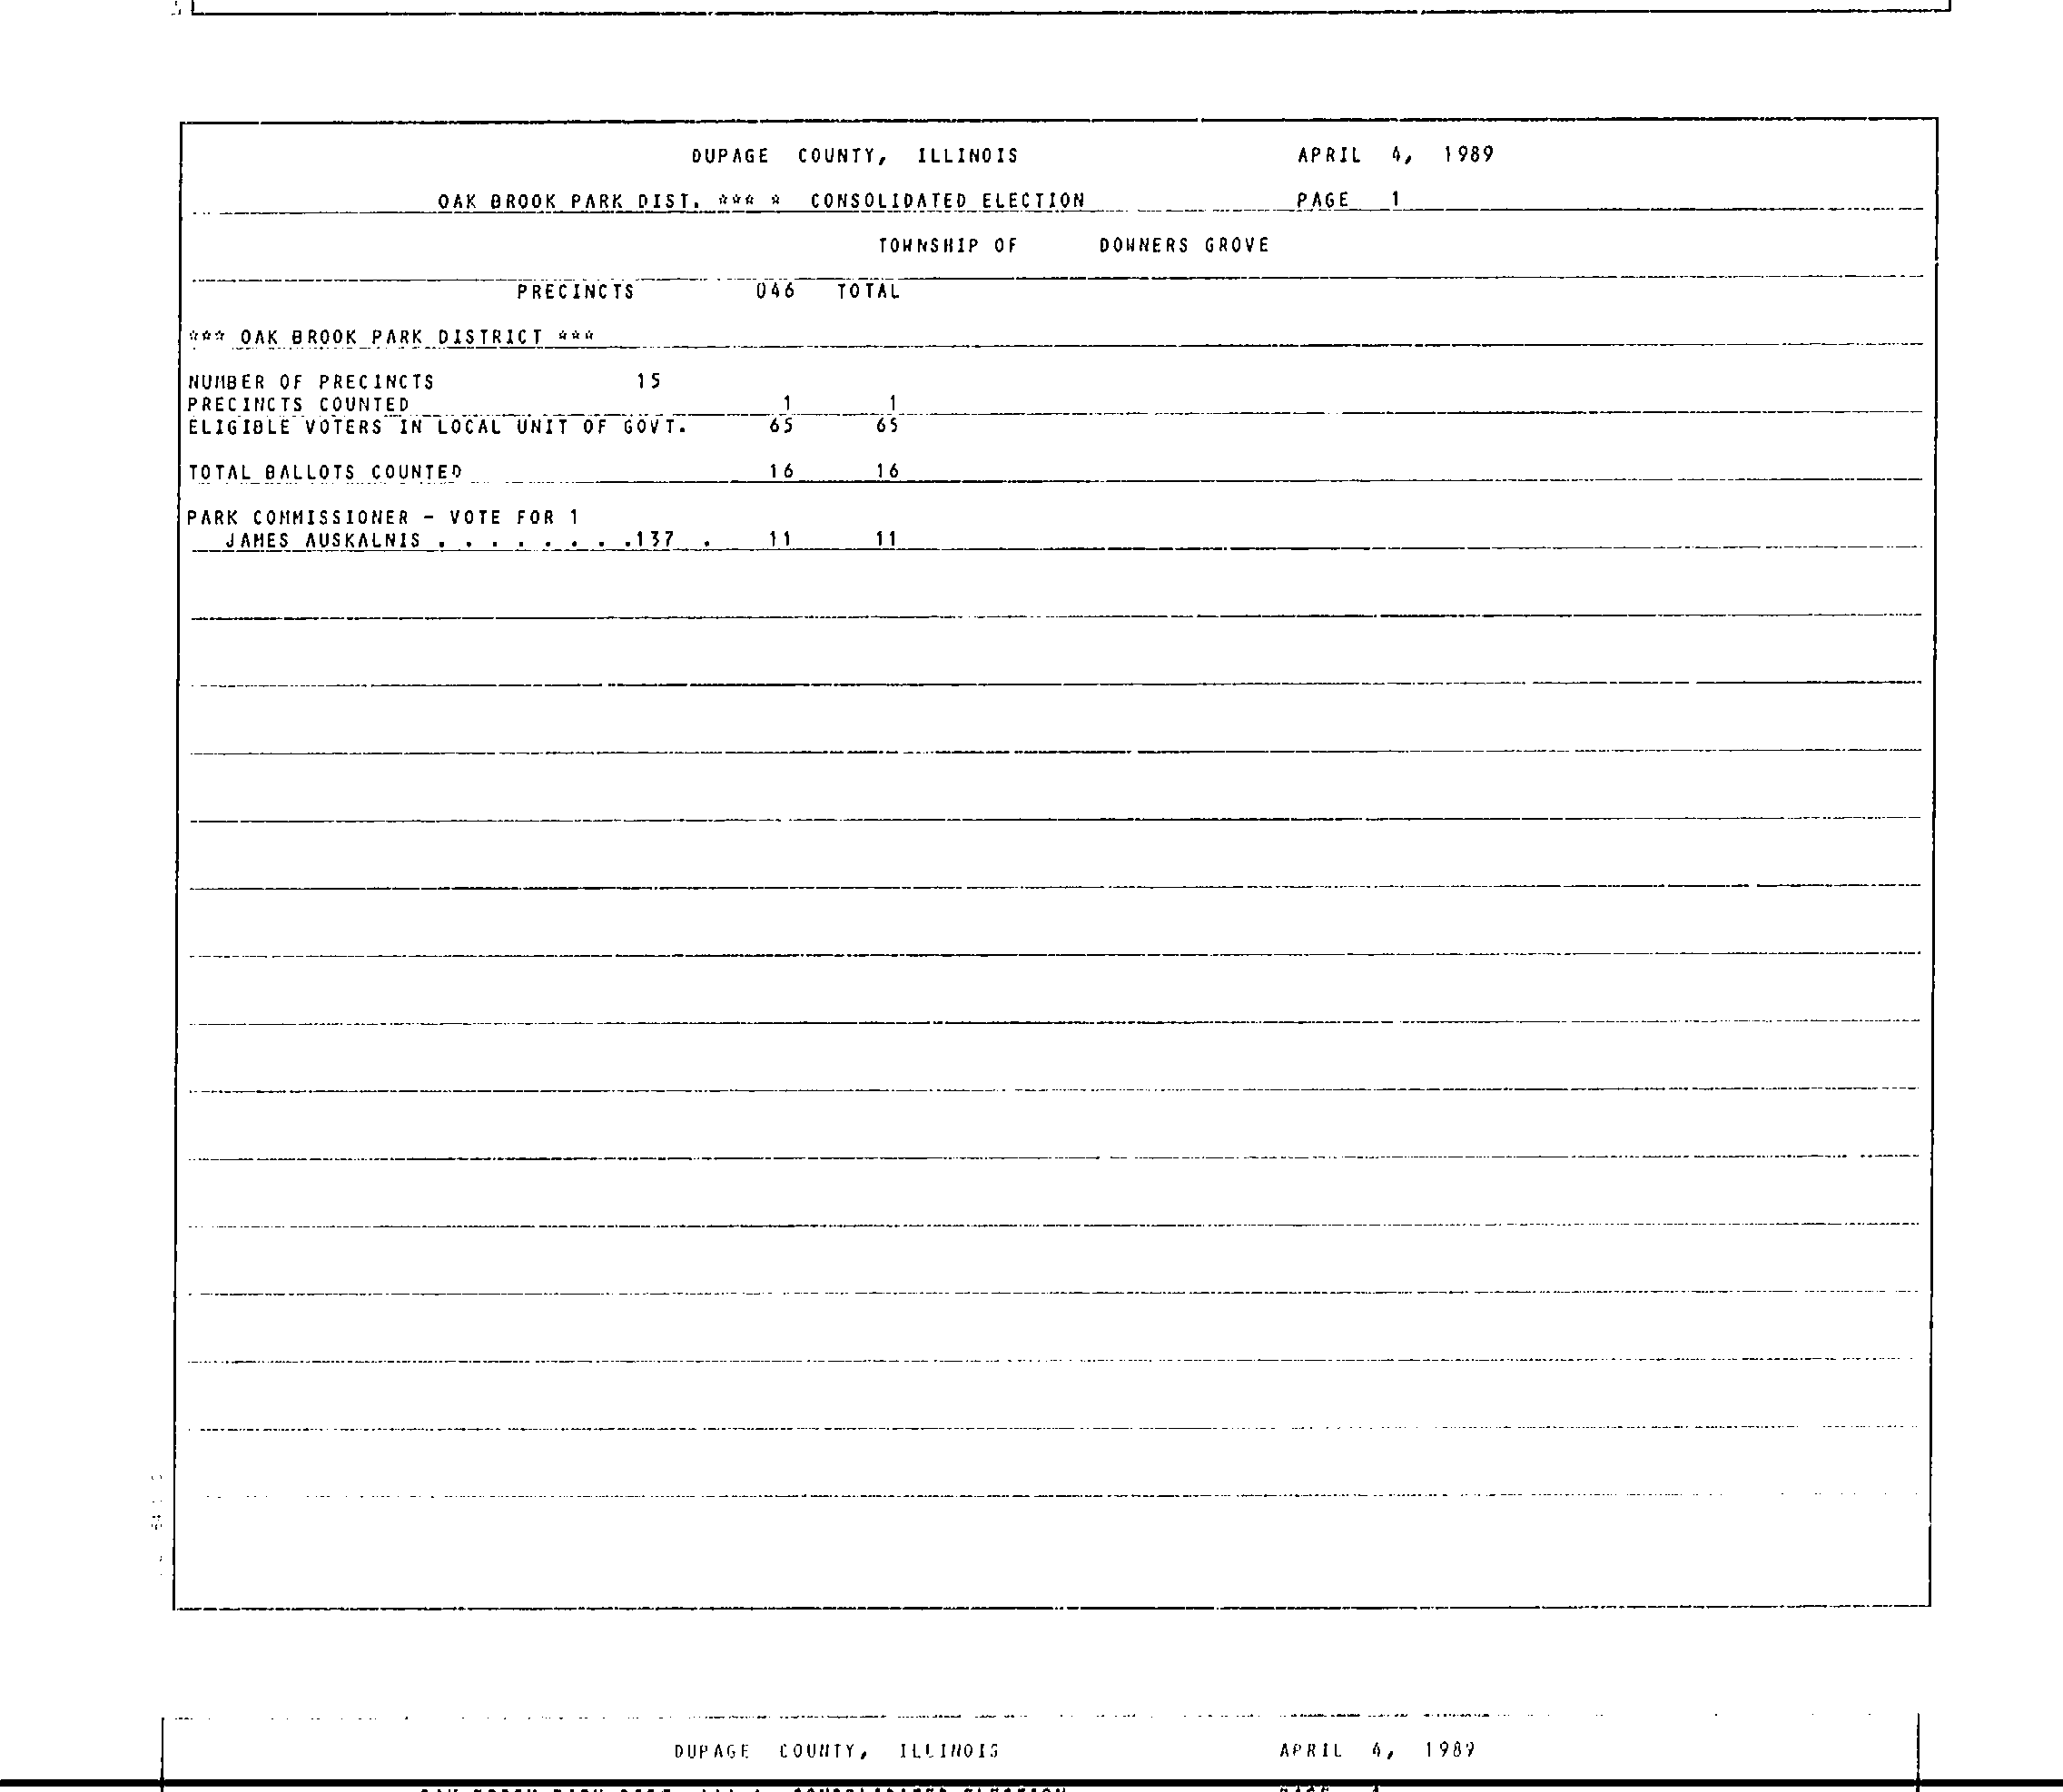 DUPAGE COUNTY, ILLINOIS APRIL 4, 1989
OAK BROOK PARK DIST. *** * CONSOLIDATED ELECTION PAGE 1
TOWNSHIP OF DOWNERS GROVE
PRECINCTS 046 TOTAL
*** OAK BROOK PARK DISTRICT ***
NUMBER OF PRECINCTS 15
PRECINCTS COUNTED 1 1
ELIGIBLE VOTERS IN LOCAL UNIT OF GOVT. 65 65
TOTAL BALLOTS COUNTED 16 16
PARK COMMISSIONER - VOTE FOR 1
JAMES AUSKALNIS . . . . . . . .137 . 11 11
DUPAGE COUNTY, ILLINOIS APRIL 4, 1989